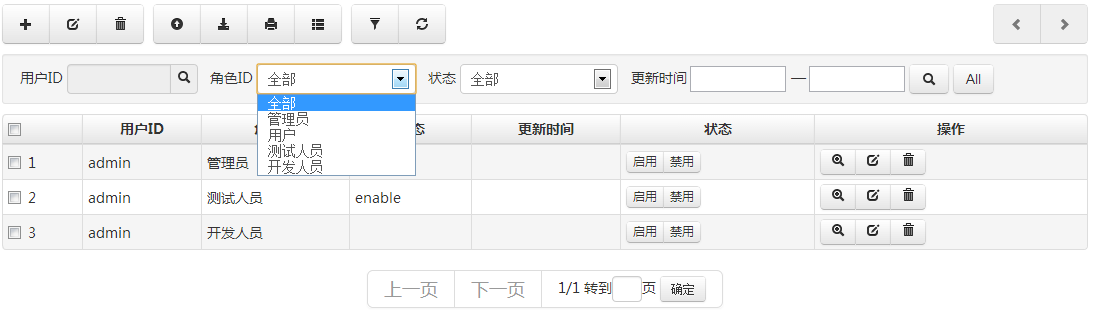 用户ID 角色ID 全部 状态 全部 更新时间 — All
全部
管理员
用户
测试人员
开发人员
用户ID 态 更新时间 状态 操作
1 admin 管理员 启用 禁用
2 admin 测试人员 enable 启用 禁用
3 admin 开发人员 启用 禁用
上一页 下一页 1/1 转到 页 确定